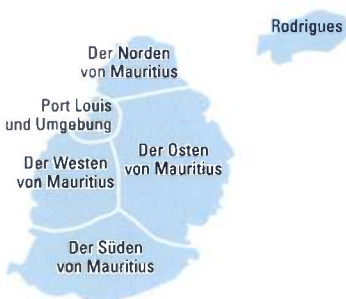 Rodrigues
Der Norden
von Mauritius
Port Louis
und Umgebung
Der Westen
von Mauritius
Der Osten
von Mauritius
Der Süden
von Mauritius